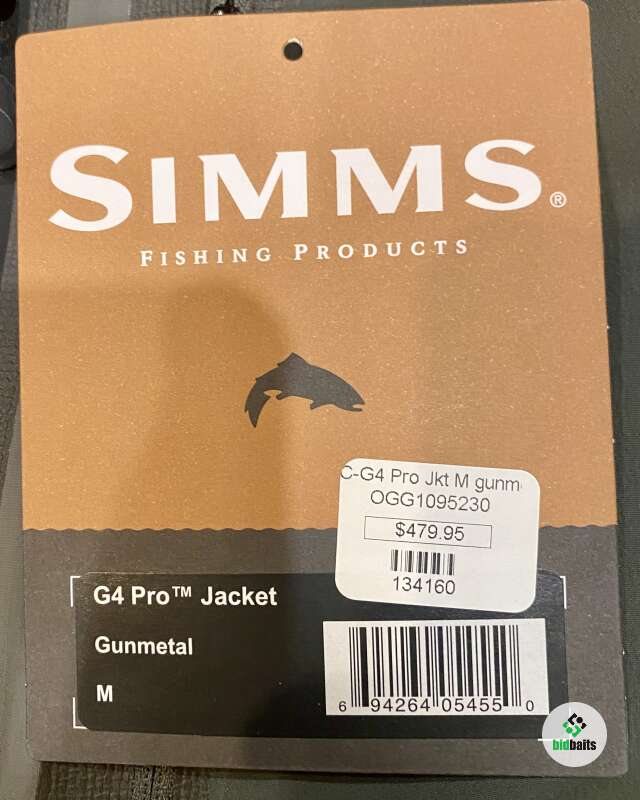 SIMMS®
FISHING PRODUCTS
C-G4 Pro Jkt M gunm
OGG1095230
$479.95
134160
G4 Pro™ Jacket
Gunmetal
M
6 94264 05455 0
bidbaits